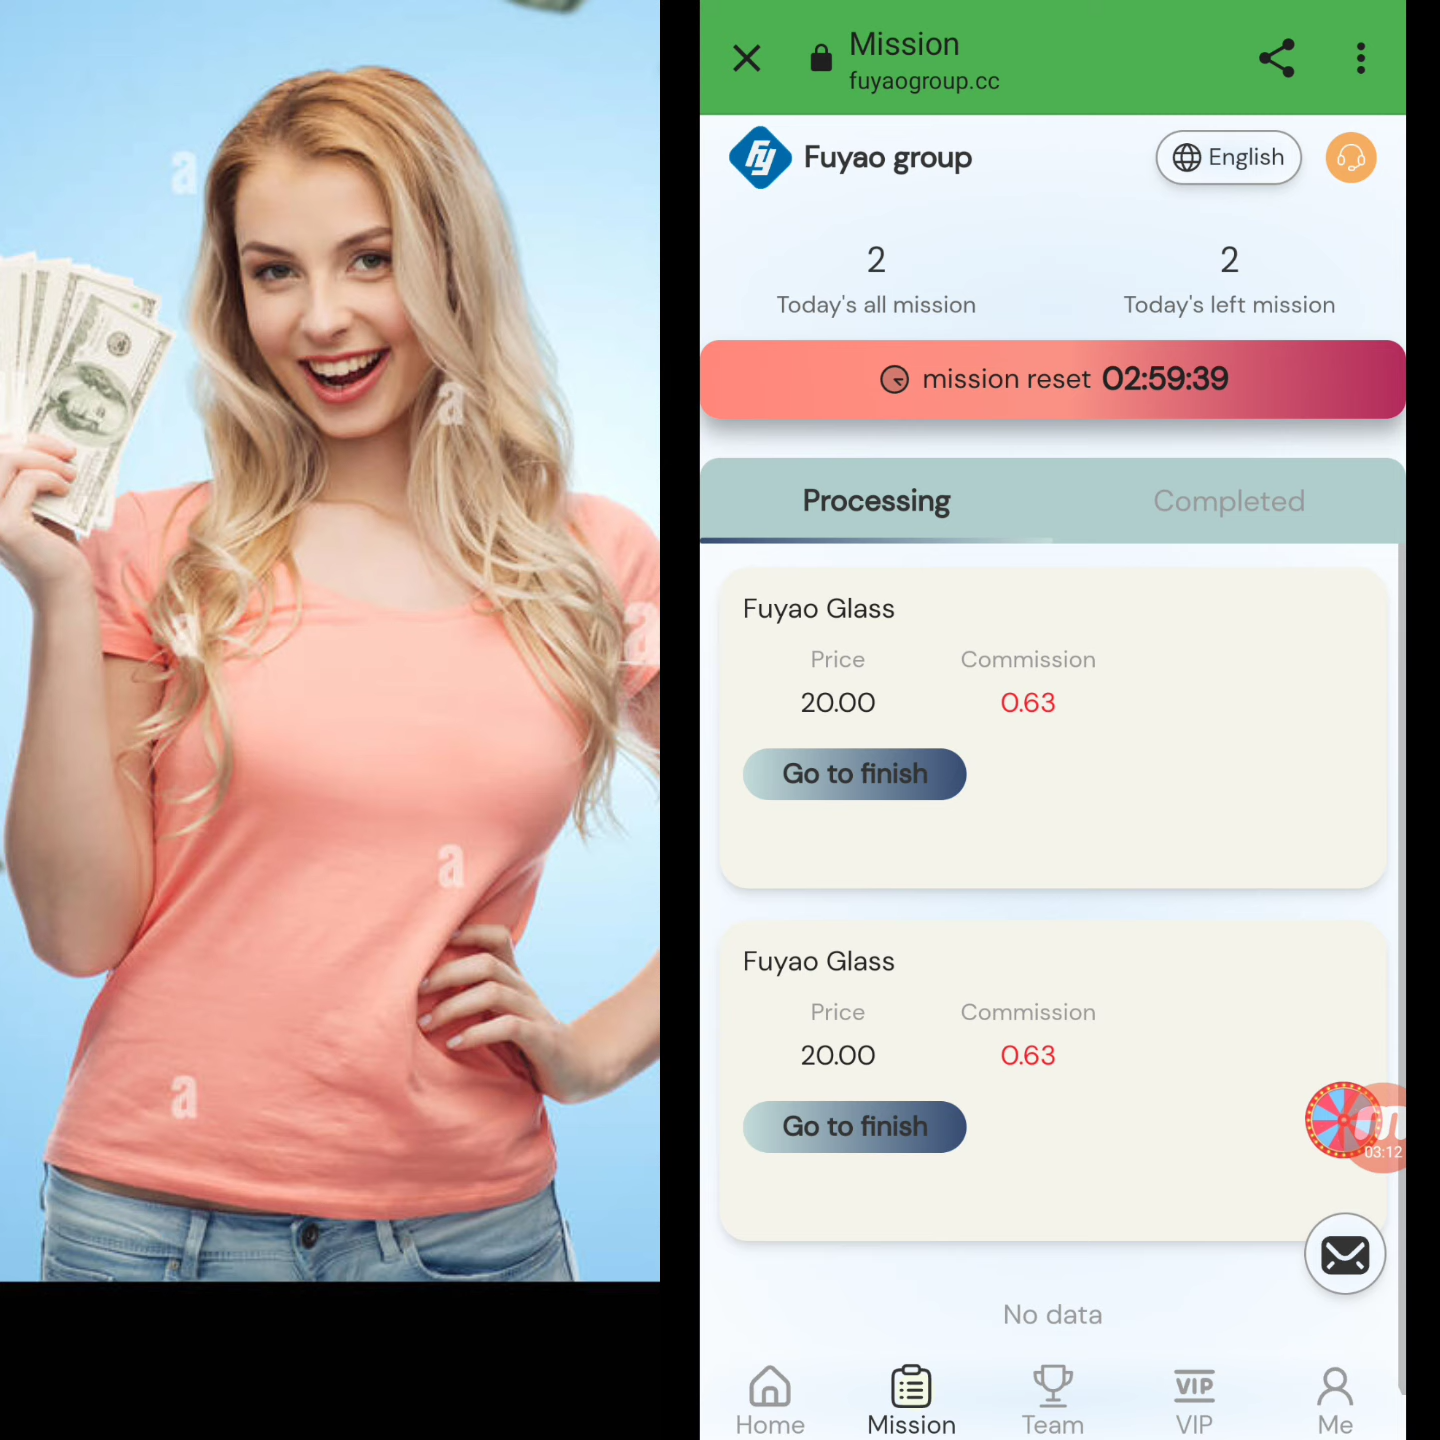 a
a
a
a
a
Mission
fuyaogroup.cc
Fy
Fuyao group
English
2
2
Today's all mission
Today's left mission
mission reset 02:59:39
Processing
Completed
Fuyao Glass
Price
Commission
20.00
0.63
Go to finish
Fuyao Glass
Price
Commission
20.00
0.63
Go to finish
03:12
No data
VIP
Home
Mission
Team
VIP
Me